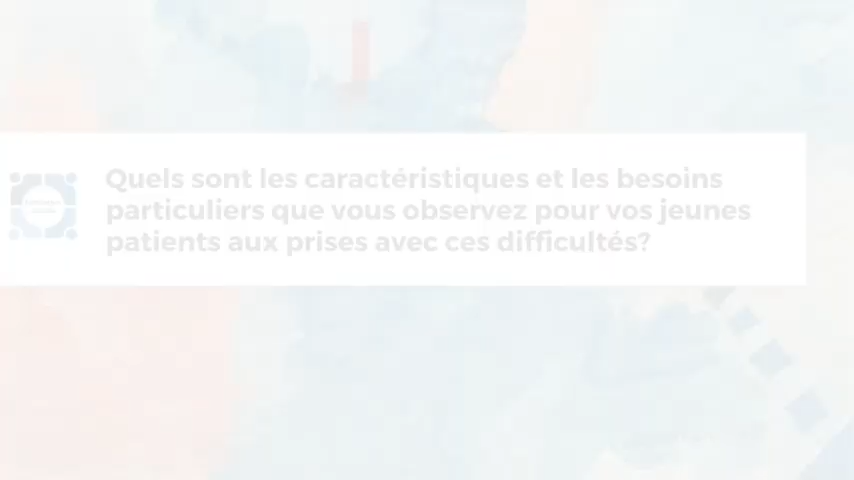 Quels sont les caractéristiques et les besoins
particuliers que vous observez pour vos jeunes
patients aux prises avec ces difficultés?